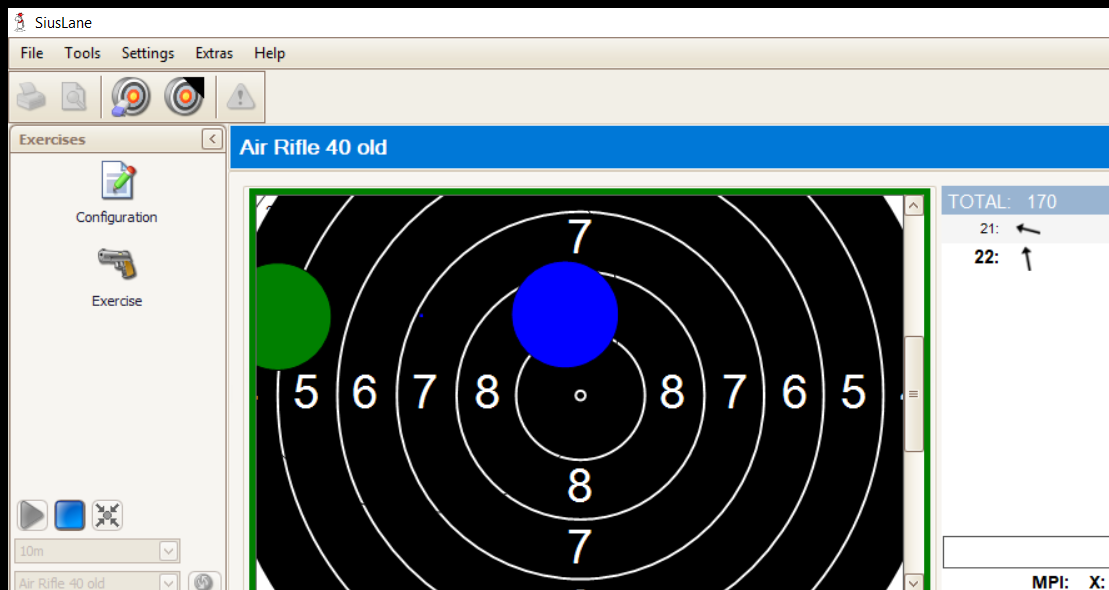 SiusLane
File Tools Settings Extras Help
Exercises
Air Rifle 40 old
Configuration
Exercise
7
5 6 7 8 8 7 6 5
8
7
TOTAL: 170
21:
22:
10m
Air Rifle 40 old
MPI: X: